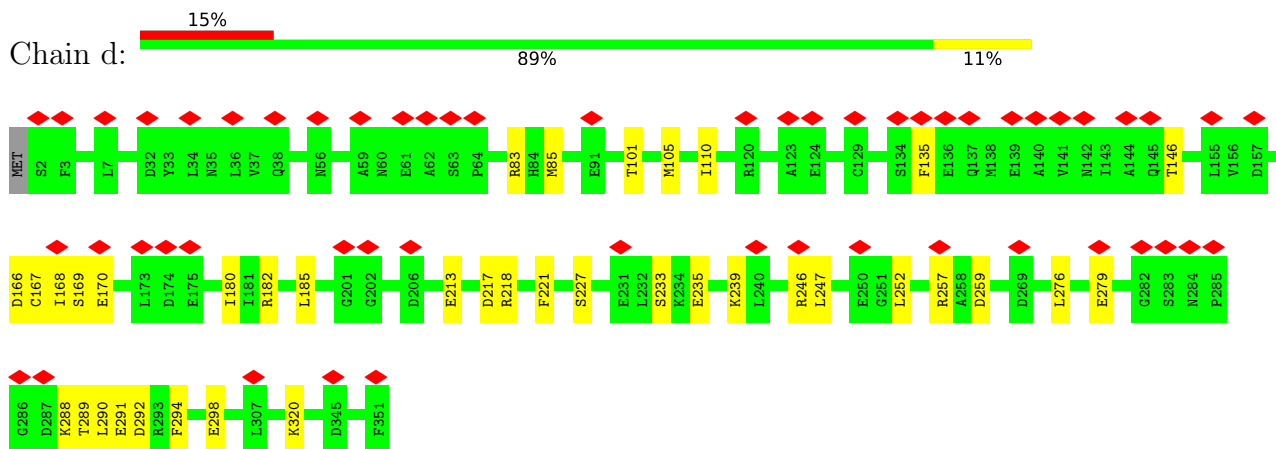 15%
Chain d:
89% 11%
MET S2 F3 L7 D32 Y33 L34 N35 L36 V37 Q38 N56 A59 N60 E61 A62 S63 P64 R83 H84 M85 E91 T101 M105 I110 R120 A123 E124 C129 S134 F135 E136 Q137 M138 E139 A140 V141 N142 I143 A144 Q145 T146 L155 V156 D157
D166 C167 I168 S169 E170 L173 D174 E175 I180 I181 R182 L185 G201 G202 D206 E213 D217 R218 F221 S227 E231 L232 S233 K234 E235 K239 L240 R246 L247 E250 G251 L252 R257 A258 D259 D269 L276 E279 G282 S283 N284 P285
G286 D287 K288 T289 L290 E291 D292 R293 F294 E298 L307 K320 D345 F351